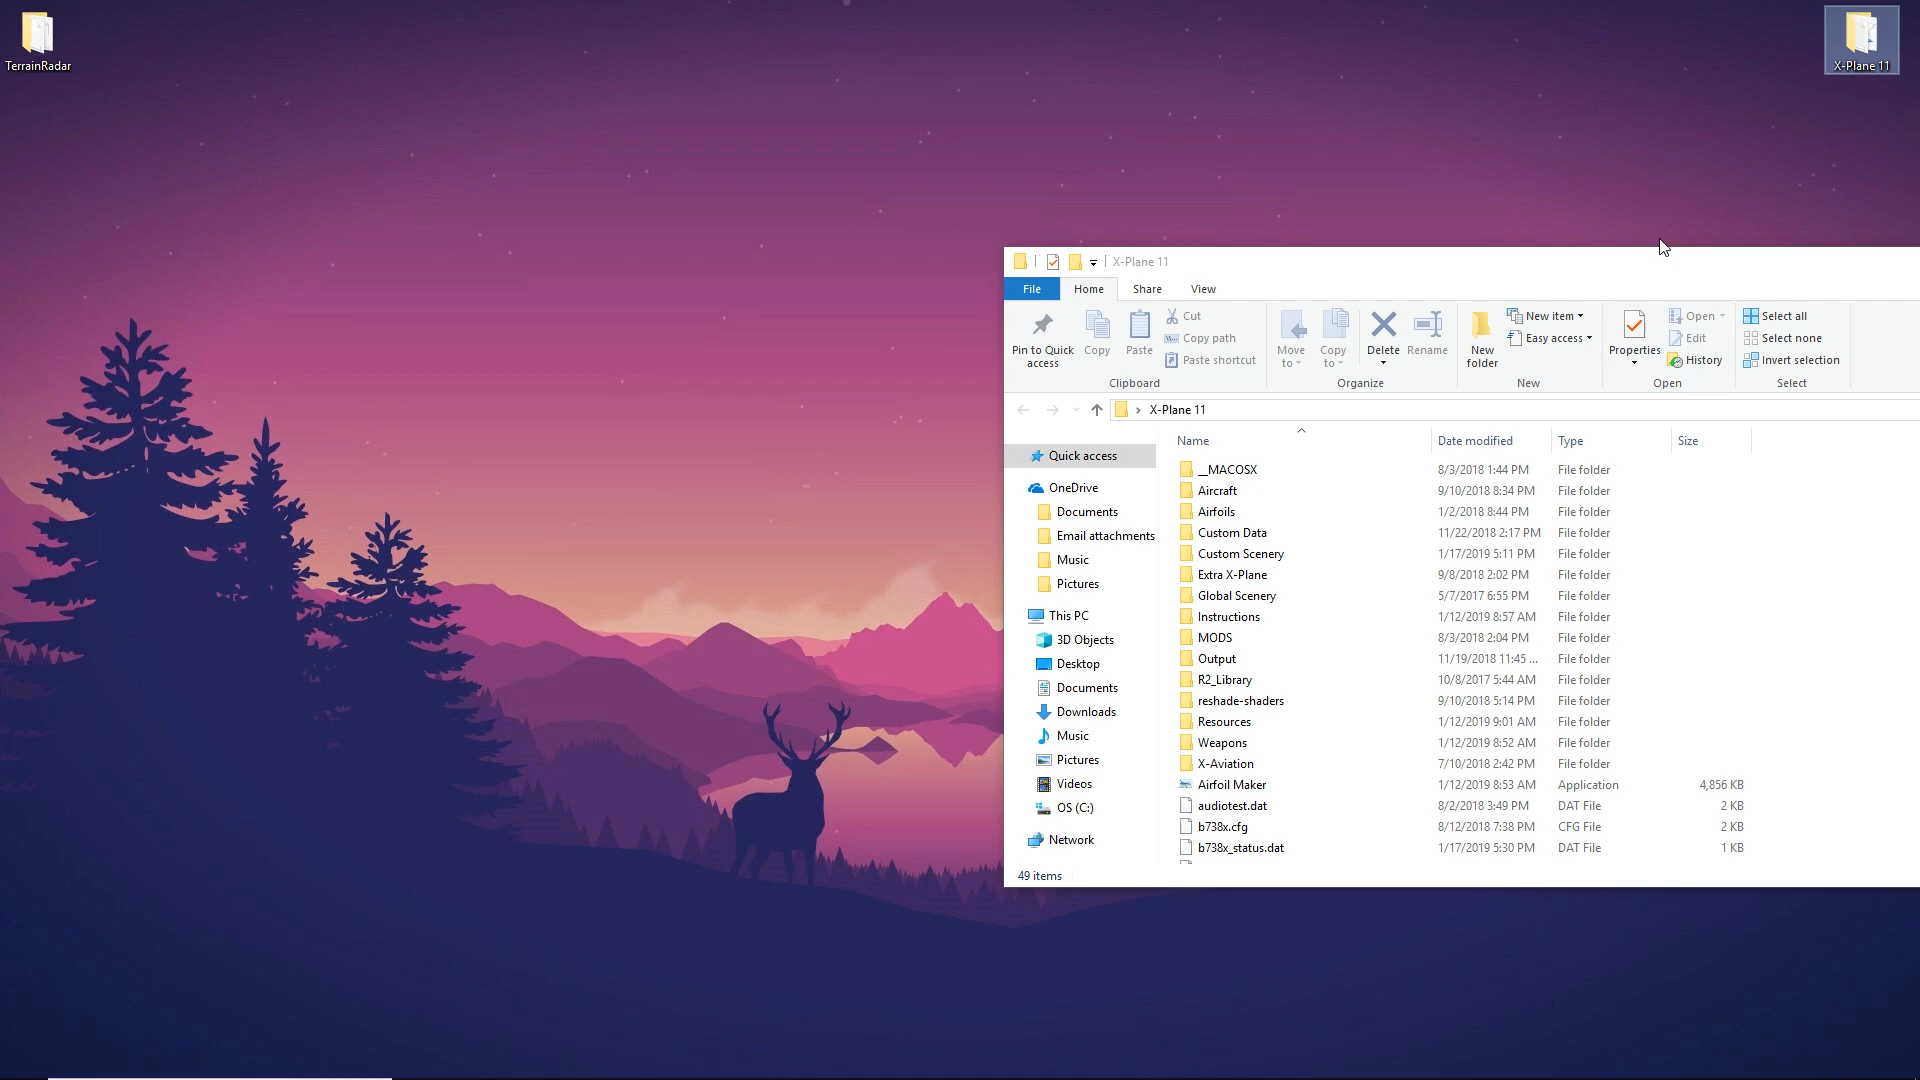 TerrainRadar
X-Plane 11
X-Plane 11
File Home Share View
Pin to Quick access
Copy
Paste
Cut
Copy path
Paste shortcut
Clipboard
Move to
Copy to
Delete
Rename
Organize
New folder
New item
Easy access
New
Properties
Open
Edit
History
Open
Select all
Select none
Invert selection
Select
X-Plane 11
Quick access
OneDrive
Documents
Email attachments
Music
Pictures
This PC
3D Objects
Desktop
Documents
Downloads
Music
Pictures
Videos
OS (C:)
Network
Name Date modified Type Size
__MACOSX 8/3/2018 1:44 PM File folder
Aircraft 9/10/2018 8:34 PM File folder
Airfoils 1/2/2018 8:44 PM File folder
Custom Data 11/22/2018 2:17 PM File folder
Custom Scenery 1/17/2019 5:11 PM File folder
Extra X-Plane 9/8/2018 2:02 PM File folder
Global Scenery 5/7/2017 6:55 PM File folder
Instructions 1/12/2019 8:57 AM File folder
MODS 8/3/2018 2:04 PM File folder
Output 11/19/2018 11:45 ... File folder
R2_Library 10/8/2017 5:44 AM File folder
reshade-shaders 9/10/2018 5:14 PM File folder
Resources 1/12/2019 9:01 AM File folder
Weapons 1/12/2019 8:52 AM File folder
X-Aviation 7/10/2018 2:42 PM File folder
Airfoil Maker 1/12/2019 8:53 AM Application 4,856 KB
audiotest.dat 8/2/2018 3:49 PM DAT File 2 KB
b738x.cfg 8/12/2018 7:38 PM CFG File 2 KB
b738x_status.dat 1/17/2019 5:30 PM DAT File 1 KB
49 items